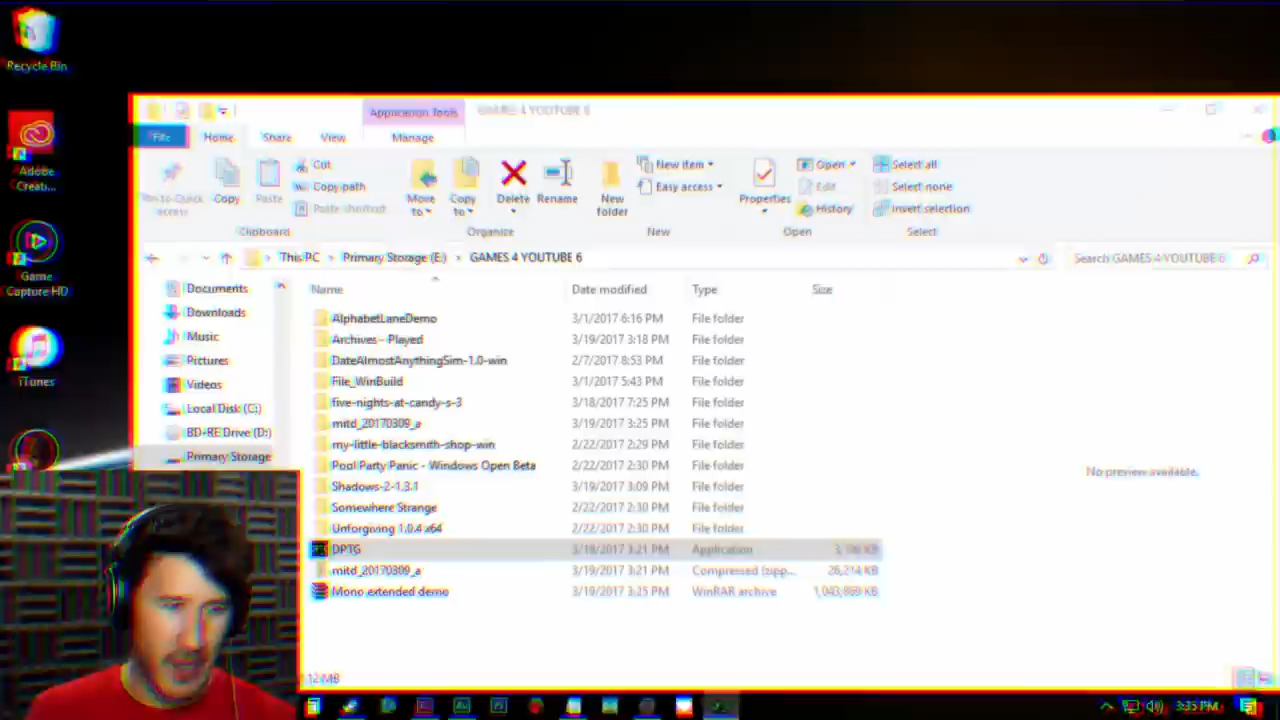 Recycle Bin
Adobe
Creati...
Game
Capture HD
iTunes
Application Tools
GAMES 4 YOUTUBE 6
File
Home
Share
View
Manage
Pin to Quick
access
Copy
Paste
Cut
Copy path
Paste shortcut
Clipboard
Move
to
Copy
to
Delete
Rename
Organize
New
folder
New item
Easy access
New
Properties
Open
Edit
History
Open
Select all
Select none
Invert selection
Select
This PC > Primary Storage (E:) > GAMES 4 YOUTUBE 6
Search GAMES 4 YOUTUBE 6
Documents
Downloads
Music
Pictures
Videos
Local Disk (C:)
BD-RE Drive (D:)
Primary Storage
Name Date modified Type Size
AlphabetLaneDemo 3/1/2017 6:16 PM File folder
Archives - Played 3/19/2017 3:18 PM File folder
DateAlmostAnythingSim-1.0-win 2/7/2017 8:53 PM File folder
File_WinBuild 3/1/2017 5:43 PM File folder
five-nights-at-candy-s-3 3/18/2017 7:25 PM File folder
mitd_20170309_a 3/19/2017 3:25 PM File folder
my-little-blacksmith-shop-win 2/22/2017 2:29 PM File folder
Pool Party Panic - Windows Open Beta 2/22/2017 2:30 PM File folder
Shadows-2-1.3.1 3/19/2017 3:09 PM File folder
Somewhere Strange 2/22/2017 2:30 PM File folder
Unforgiving 1.0.4 x64 2/22/2017 2:30 PM File folder
DPTG 3:21 PM Application
mitd_20170309_a 3/19/2017 3:21 PM Compressed (zipp... 26,214 KB
Mono extended demo 3/19/2017 3:25 PM WinRAR archive 1,043,869 KB
No preview available.
3:35 PM